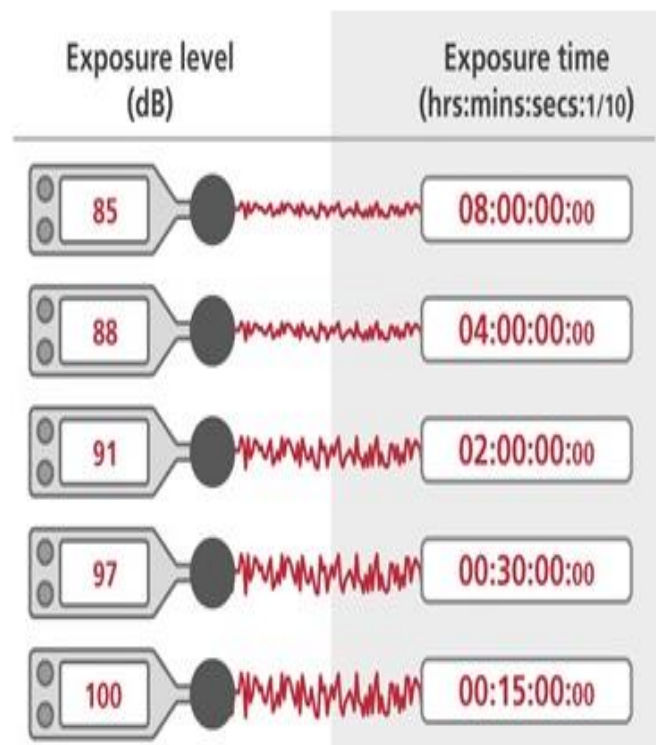 Exposure level
(dB)
Exposure time
(hrs:mins:secs:1/10)
85 08:00:00:00
88 04:00:00:00
91 02:00:00:00
97 00:30:00:00
100 00:15:00:00